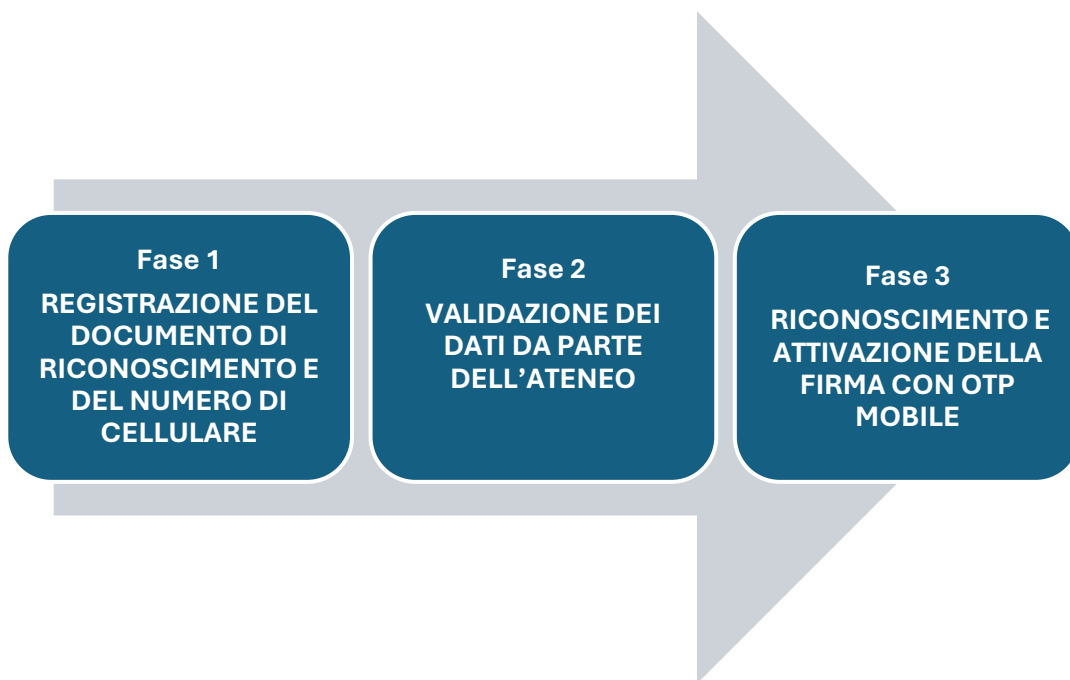 Fase 1
REGISTRAZIONE DEL
DOCUMENTO DI
RICONOSCIMENTO E
DEL NUMERO DI
CELLULARE
Fase 2
VALIDAZIONE DEI
DATI DA PARTE
DELL’ATENEO
Fase 3
RICONOSCIMENTO E
ATTIVAZIONE DELLA
FIRMA CON OTP
MOBILE